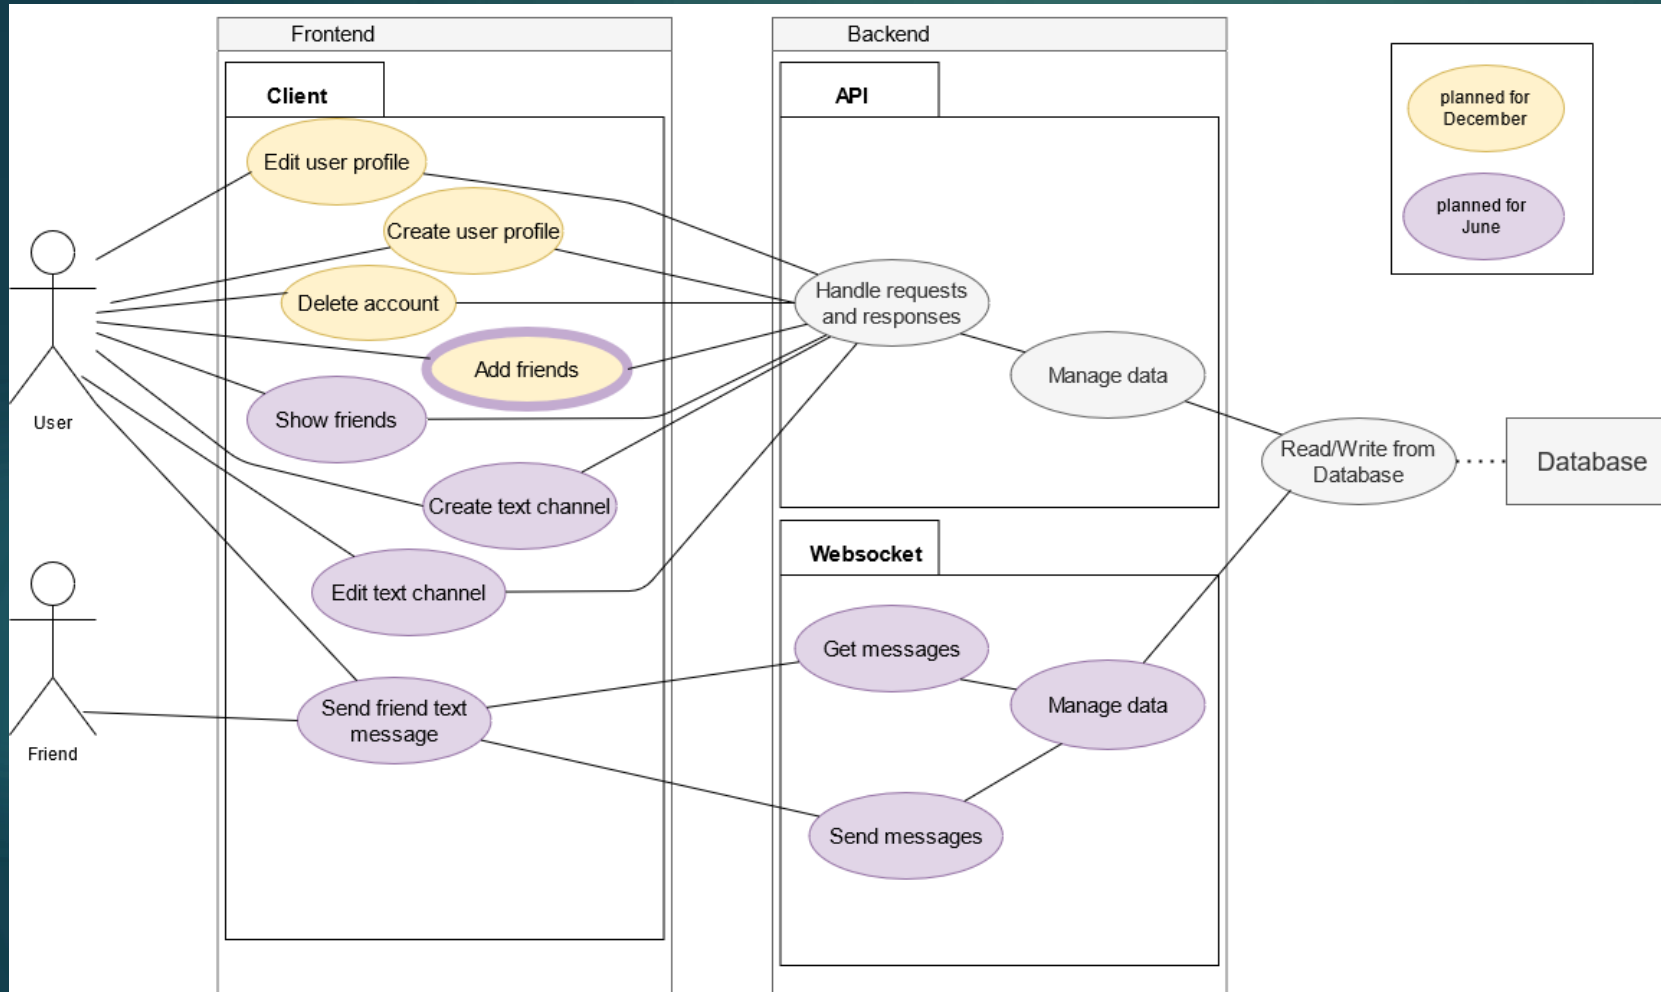 Frontend
Backend
Client
API
planned for
December
planned for
June
Edit user profile
Create user profile
Delete account
Handle requests
and responses
Add friends
Manage data
Show friends
User
Read/Write from
Database
Database
Create text channel
Websocket
Edit text channel
Get messages
Send friend text
message
Manage data
Friend
Send messages